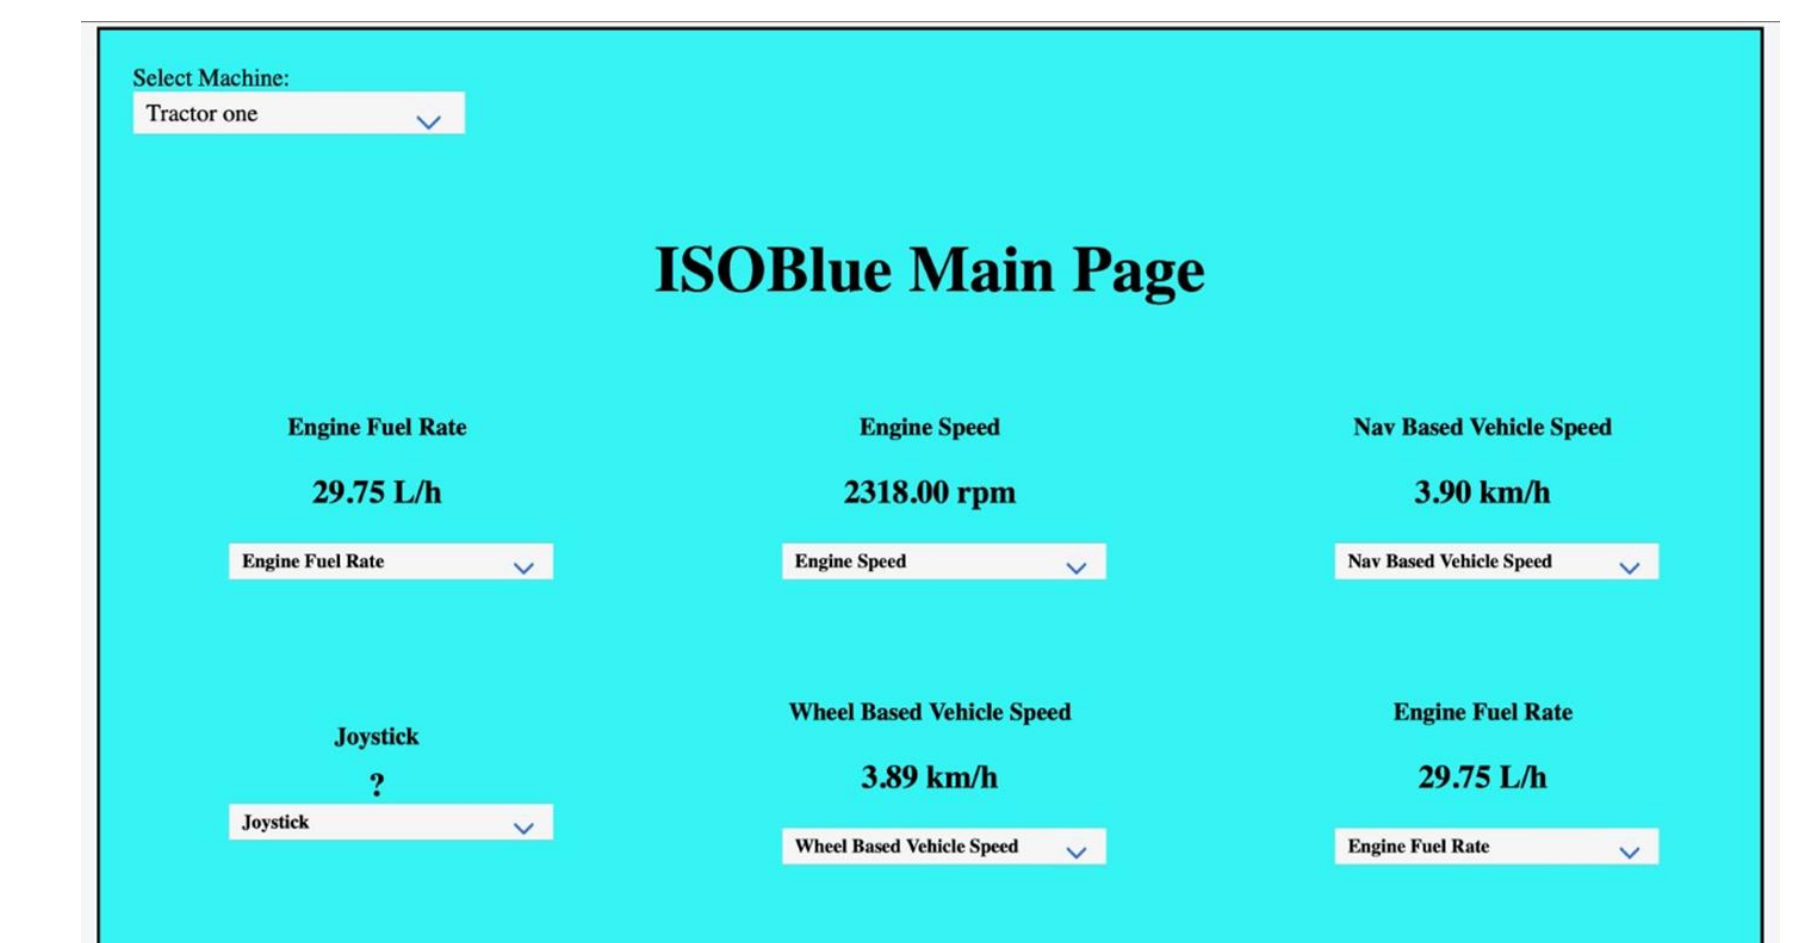 Select Machine:
Tractor one
ISOBlue Main Page
Engine Fuel Rate
29.75 L/h
Engine Fuel Rate
Engine Speed
2318.00 rpm
Engine Speed
Nav Based Vehicle Speed
3.90 km/h
Nav Based Vehicle Speed
Joystick
?
Joystick
Wheel Based Vehicle Speed
3.89 km/h
Wheel Based Vehicle Speed
Engine Fuel Rate
29.75 L/h
Engine Fuel Rate